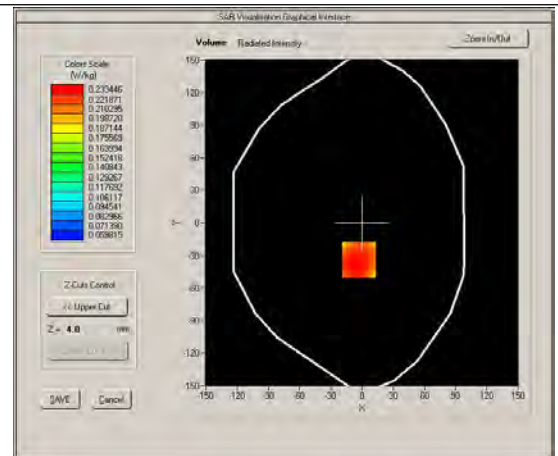 SAR Visualisation Graphical Interface
Volume Radiated Intensity
Zoom In/Out
Colors Scale
(W/kg)
0.233446
0.221871
0.210295
0.198720
0.187144
0.175569
0.163994
0.152418
0.140843
0.129267
0.117692
0.106117
0.094541
0.082966
0.071390
0.059815
150
120
90
60
30
0
-30
-60
-90
-120
-150
Y
-150 -120 -90 -60 -30 0 30 60 90 120 150
X
Z-Cuts Control
<< Upper Cut
Z = 4.0 mm
SAVE
Cancel